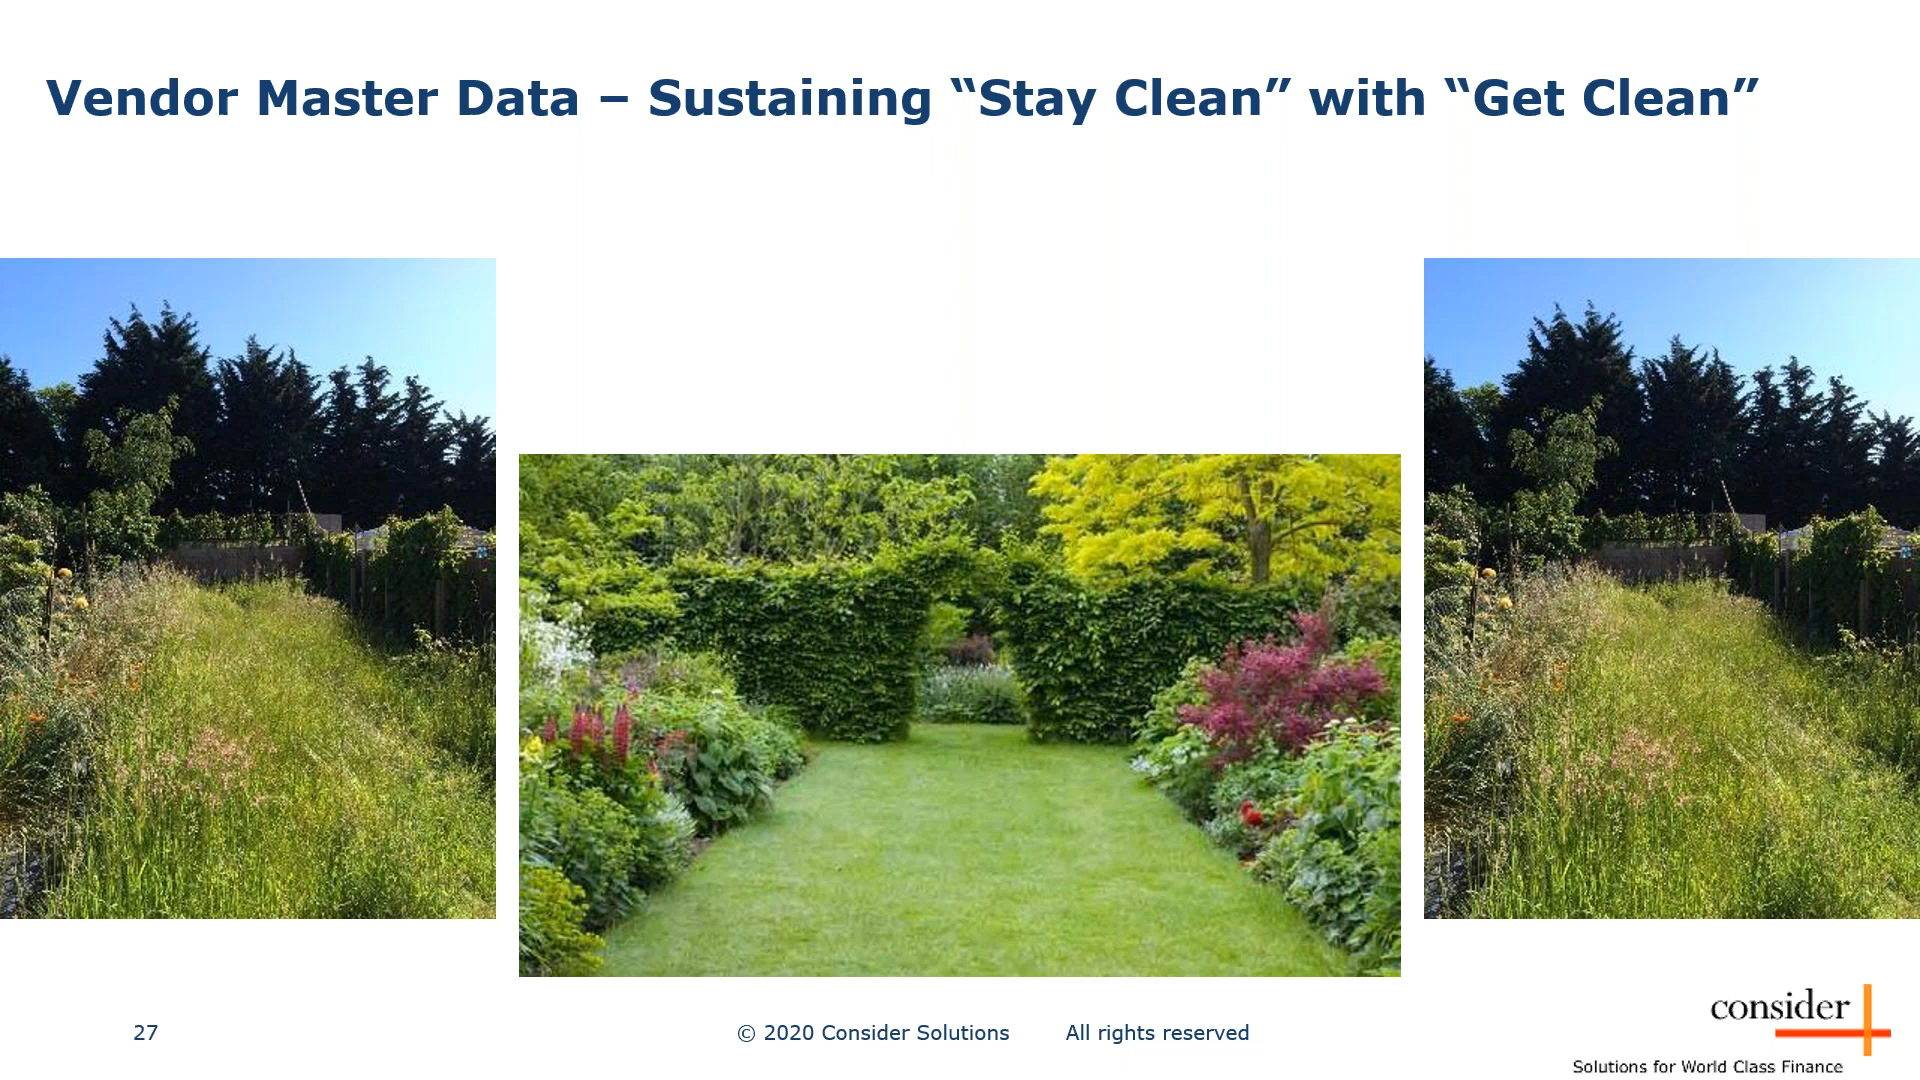 Vendor Master Data – Sustaining “Stay Clean” with “Get Clean”
27
© 2020 Consider Solutions All rights reserved
consider
Solutions for World Class Finance